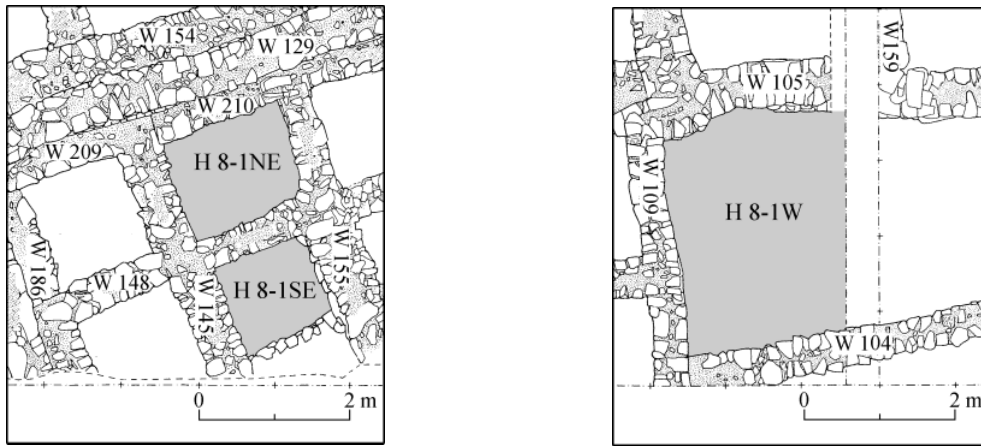 W 154
W 129
W 210
W 209
H 8-1NE
W 186
W 148
W 145
H 8-1SE
W 155
0 2 m
W 159
W 105
W 109
H 8-1W
W 104
0 2 m